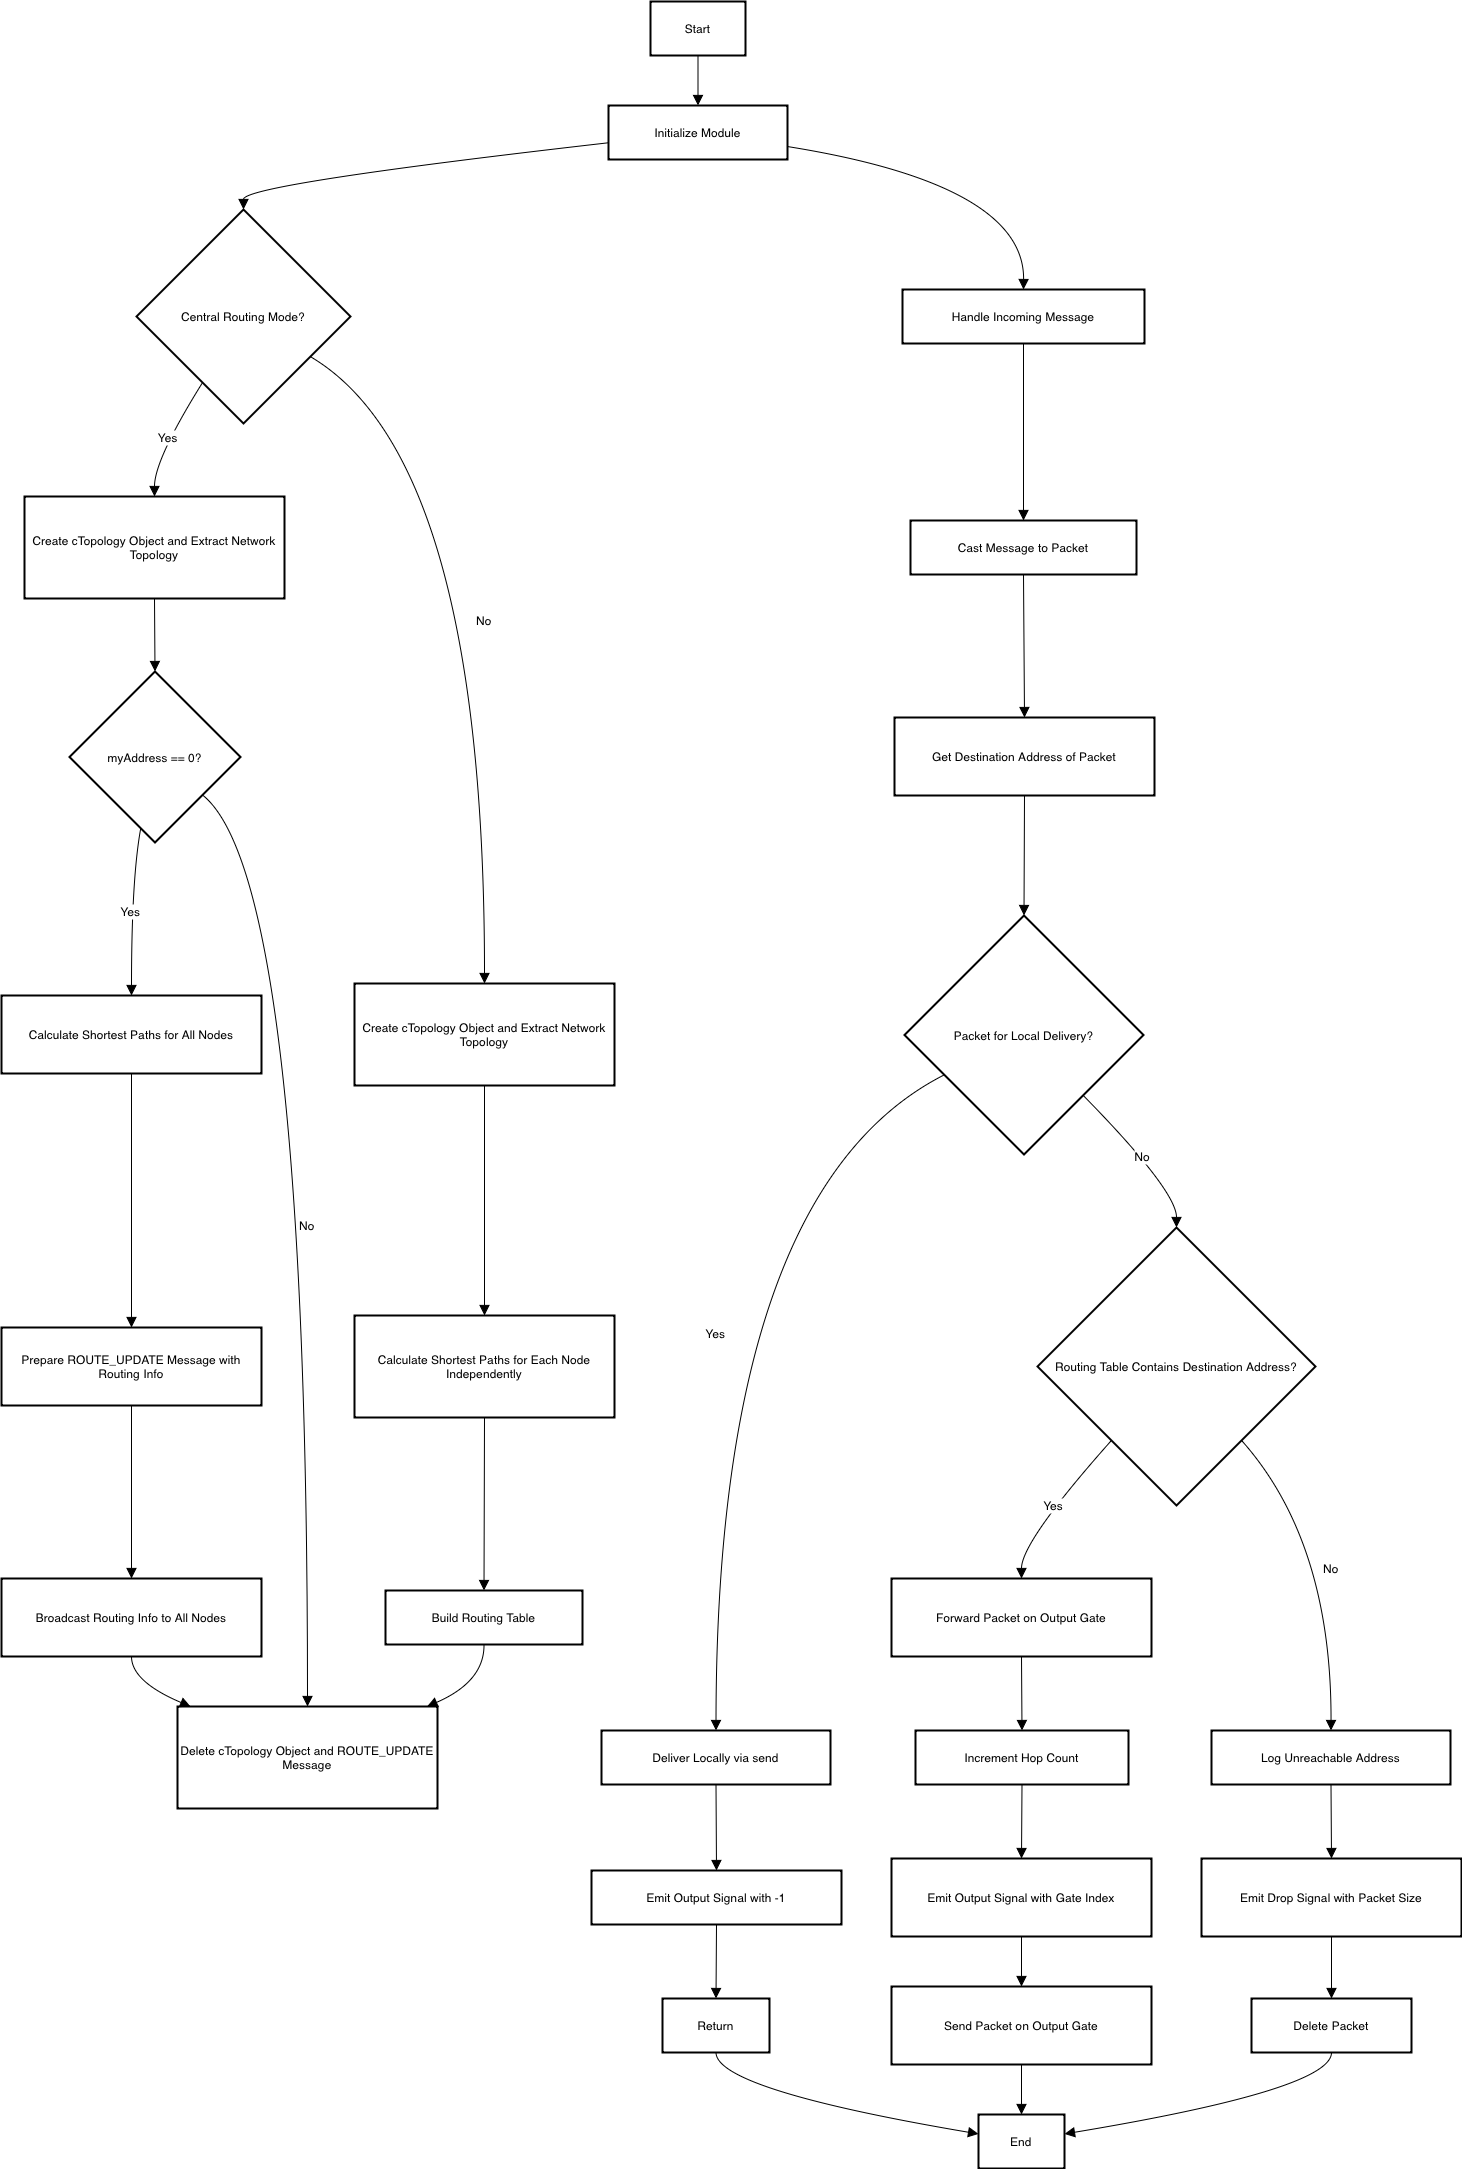 Start
Initialize Module
Central Routing Mode?
Handle Incoming Message
Yes
Create cTopology Object and Extract Network
Topology
Cast Message to Packet
No
myAddress == 0?
Get Destination Address of Packet
Yes
Calculate Shortest Paths for All Nodes
Create cTopology Object and Extract Network
Topology
Packet for Local Delivery?
No
No
Yes
Prepare ROUTE_UPDATE Message with
Routing Info
Calculate Shortest Paths for Each Node
Independently
Routing Table Contains Destination Address?
Yes
No
Broadcast Routing Info to All Nodes
Build Routing Table
Forward Packet on Output Gate
Delete cTopology Object and ROUTE_UPDATE
Message
Deliver Locally via send
Increment Hop Count
Log Unreachable Address
Emit Output Signal with -1
Emit Output Signal with Gate Index
Emit Drop Signal with Packet Size
Return
Send Packet on Output Gate
Delete Packet
End